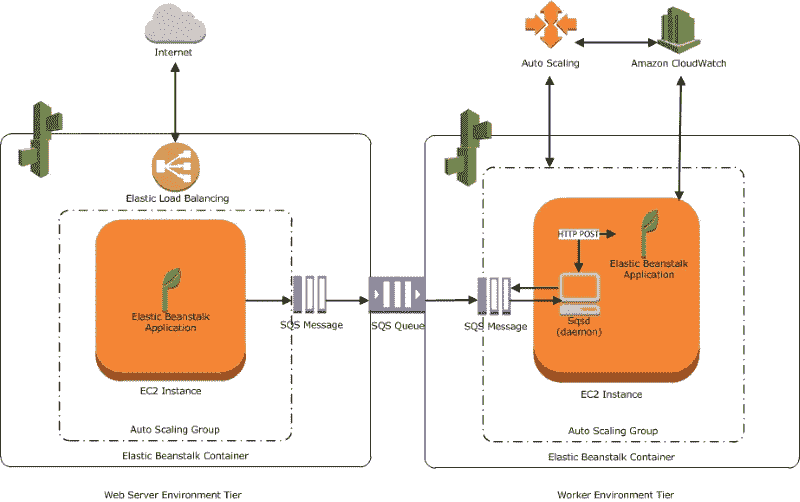 Internet
Elastic Load Balancing
Elastic Beanstalk
Application
EC2 Instance
Auto Scaling Group
Elastic Beanstalk Container
Web Server Environment Tier
SQS Message
SQS Queue
SQS Message
Auto Scaling
Amazon CloudWatch
HTTP POST
Elastic Beanstalk
Application
Sqsd
(daemon)
EC2 Instance
Auto Scaling Group
Elastic Beanstalk Container
Worker Environment Tier